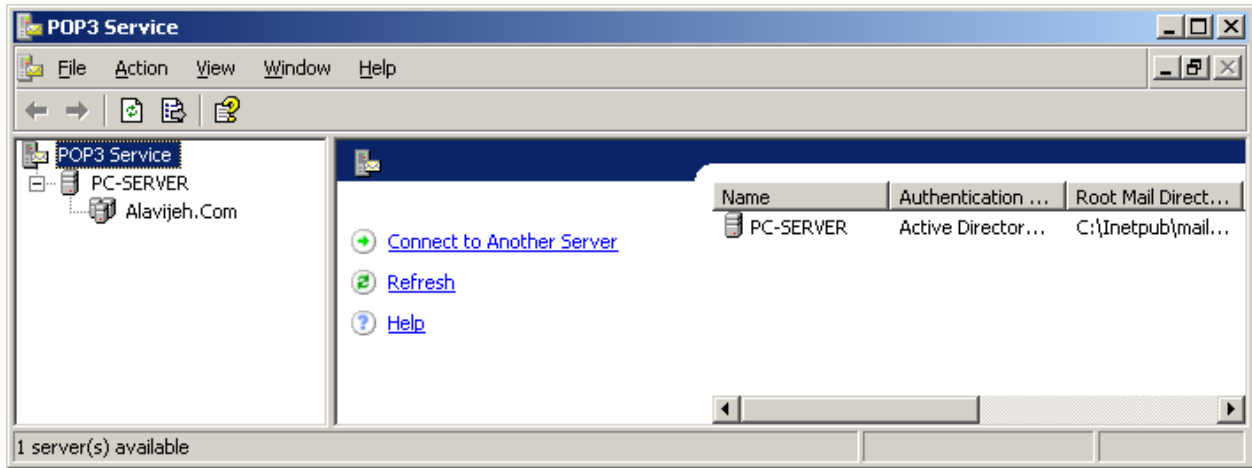 POP3 Service
File Action View Window Help
POP3 Service
PC-SERVER
Alavijeh.Com
Connect to Another Server
Refresh
Help
Name Authentication ... Root Mail Direct...
PC-SERVER Active Director... C:\Inetpub\mail...
1 server(s) available